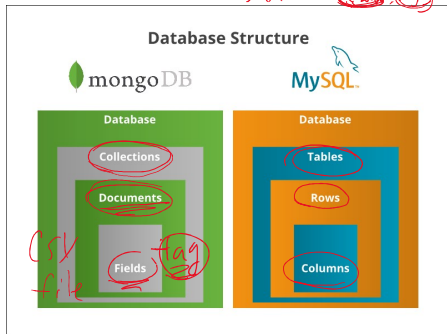 Database Structure
mongoDB
MySQL
Database
Database
Collections
Tables
Documents
Rows
CSV
file
Fields
tag
Columns